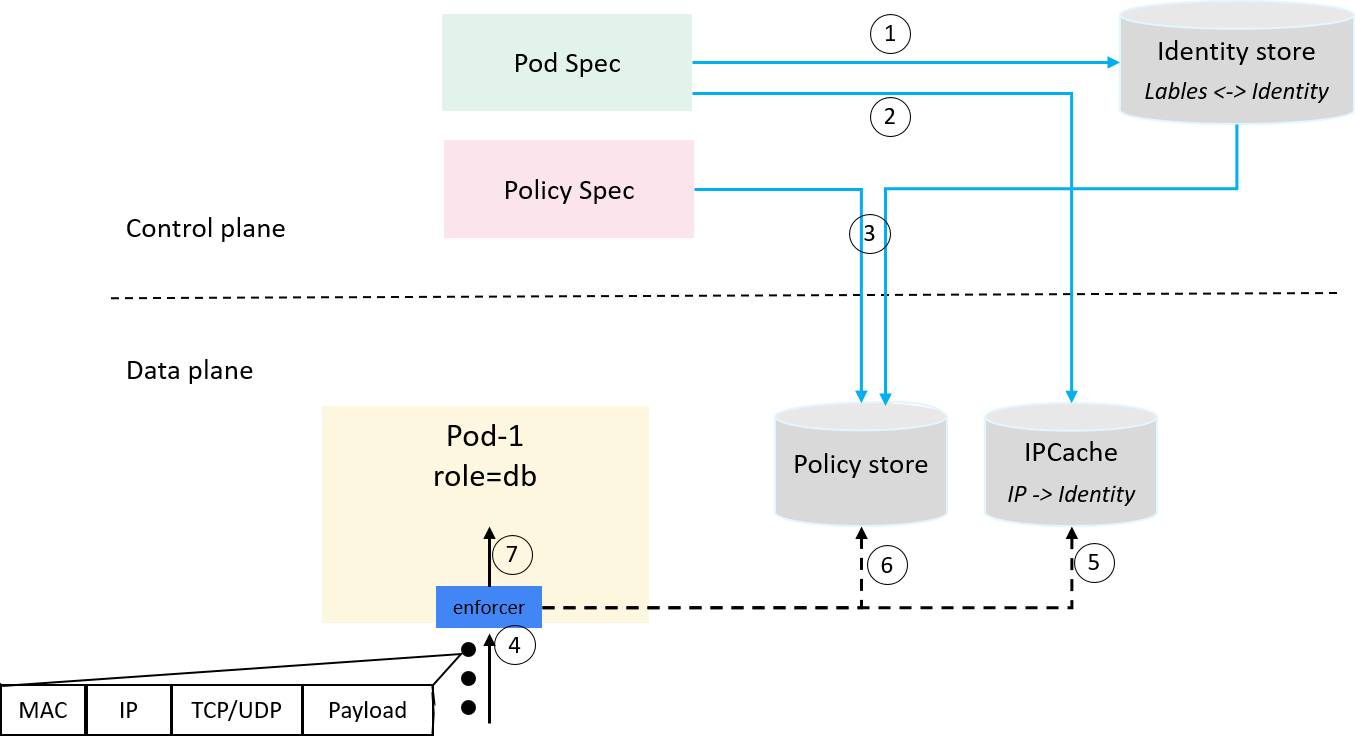 1
Pod Spec
Identity store
Lables <-> Identity
2
Policy Spec
3
Control plane
Data plane
Pod-1
role=db
Policy store
IPCache
IP -> Identity
7
6
5
enforcer
4
MAC
IP
TCP/UDP
Payload